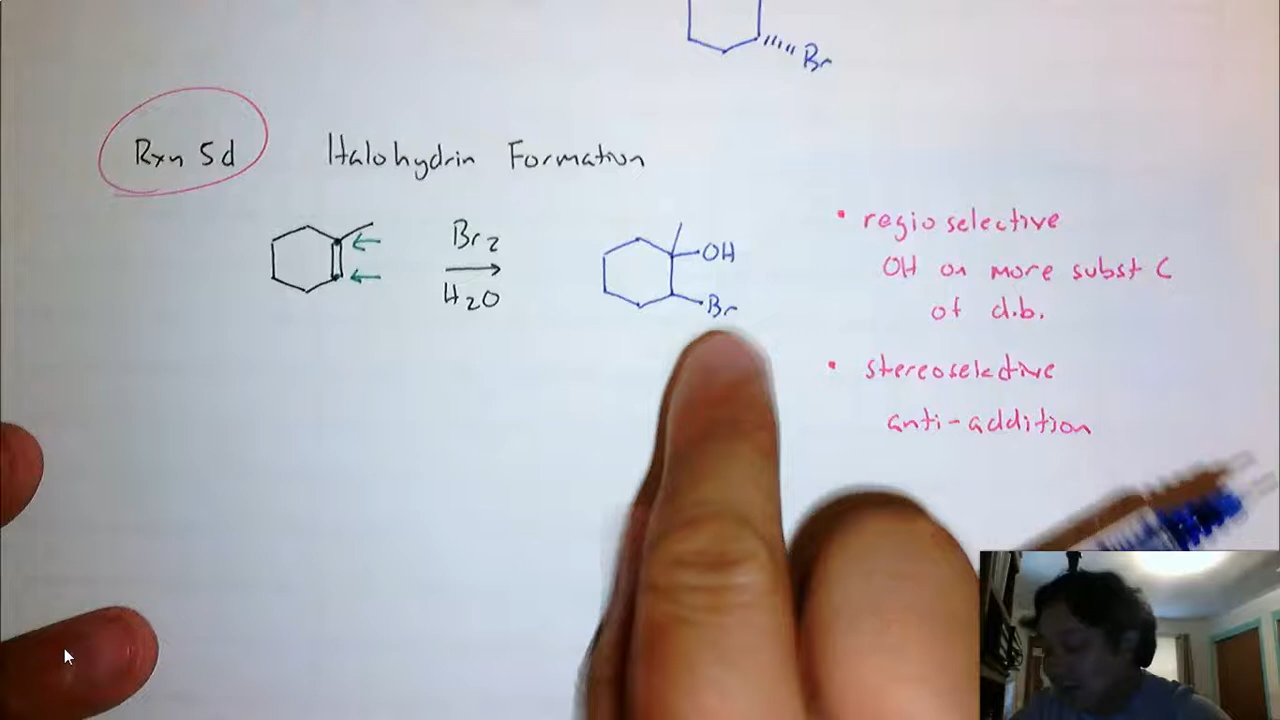 Br
Rxn 5d Halohydrin Formation
Br2
H2O
OH
Br
• regioselective
OH on more subst C
of d.b.
• stereoselective
anti-addition